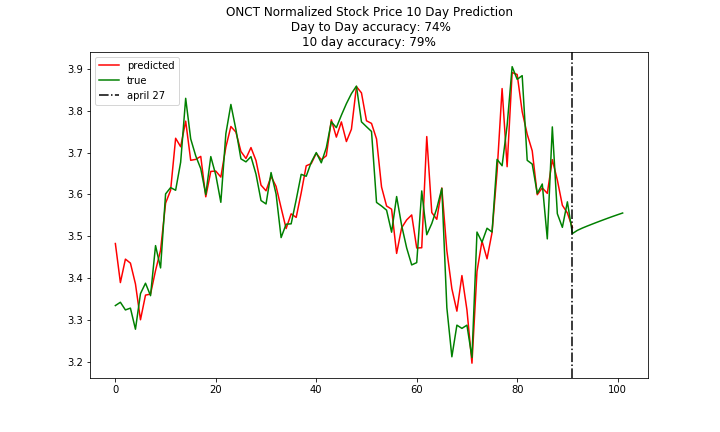 ONCT Normalized Stock Price 10 Day Prediction
Day to Day accuracy: 74%
10 day accuracy: 79%
predicted
true
april 27
3.9
3.8
3.7
3.6
3.5
3.4
3.3
3.2
0 20 40 60 80 100